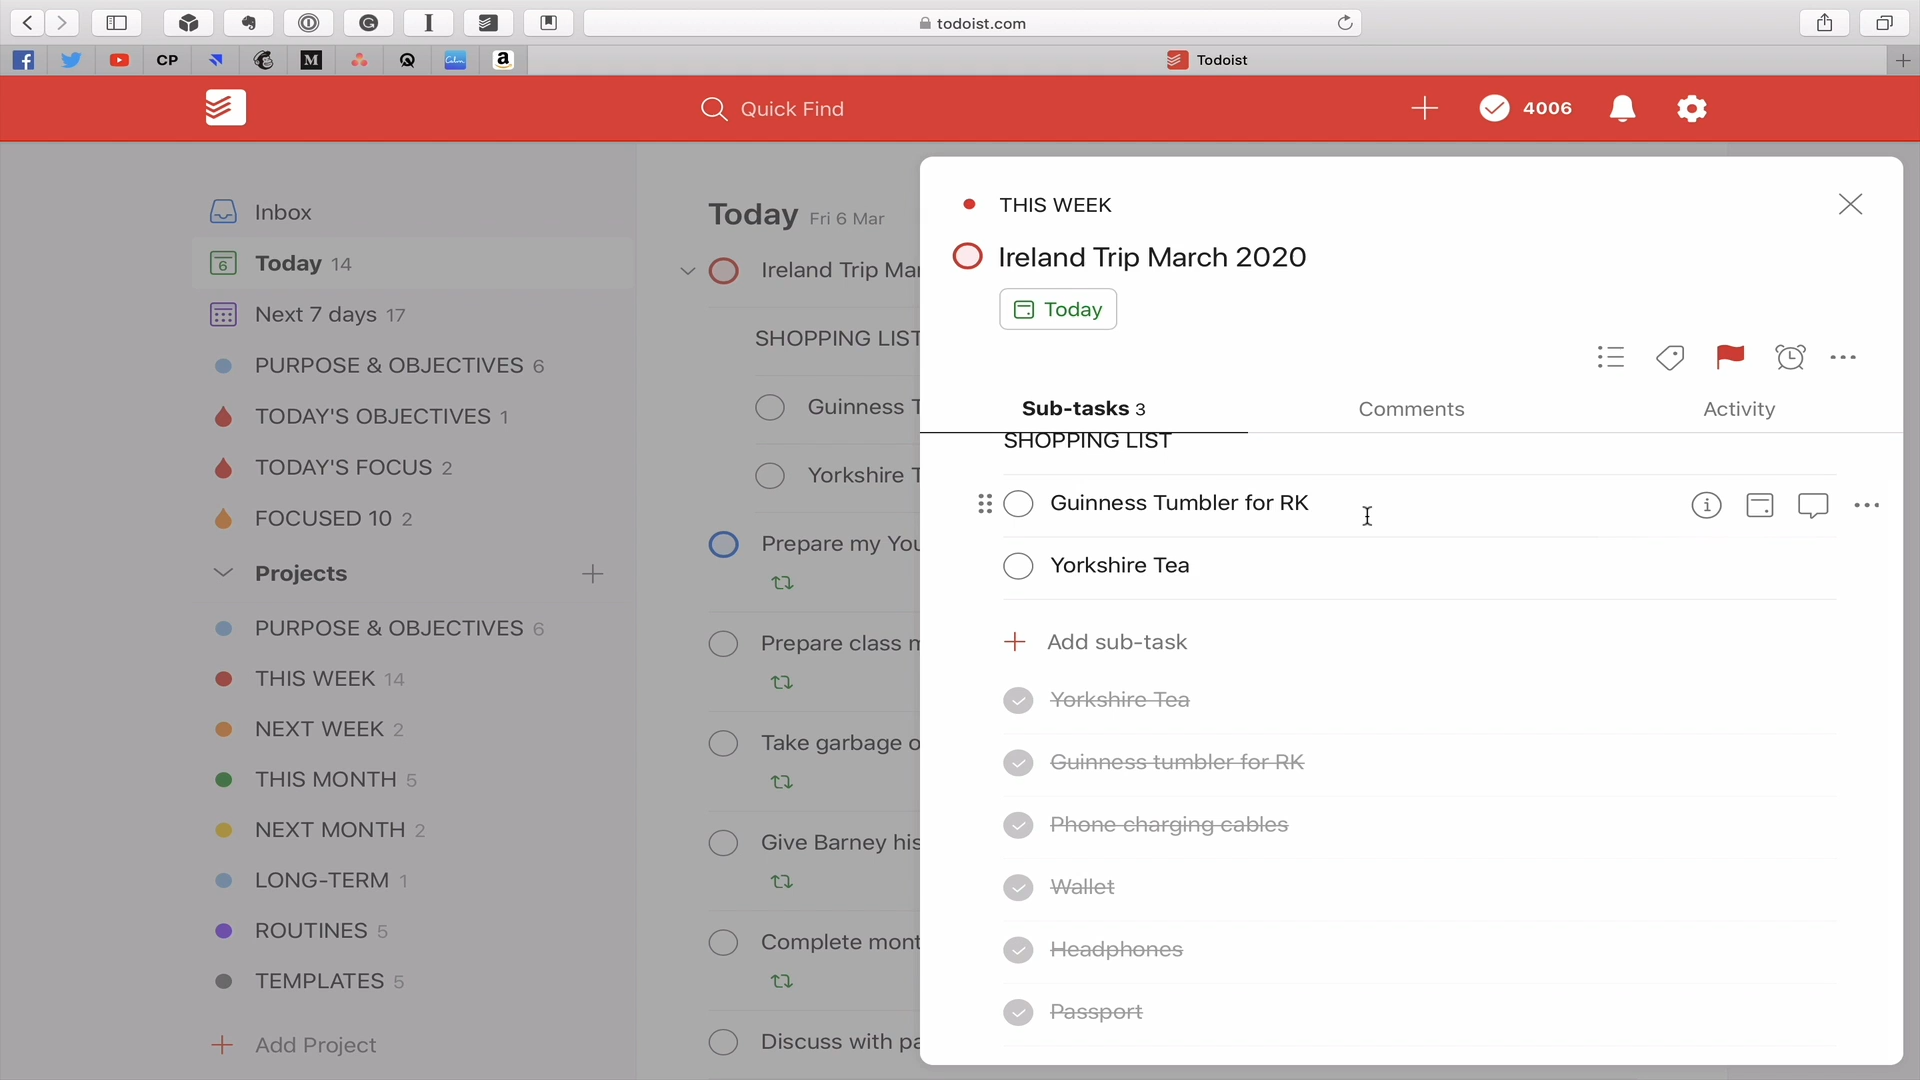 todoist.com
CP
M
Calm
a
Todoist
Quick Find
4006
Inbox
6
Today 14
Next 7 days 17
PURPOSE & OBJECTIVES 6
TODAY'S OBJECTIVES 1
TODAY'S FOCUS 2
FOCUSED 10 2
Projects
PURPOSE & OBJECTIVES 6
THIS WEEK 14
NEXT WEEK 2
THIS MONTH 5
NEXT MONTH 2
LONG-TERM 1
ROUTINES 5
TEMPLATES 5
Add Project
Today Fri 6 Mar
Ireland Trip Mar
SHOPPING LIST
Guinness T
Yorkshire T
Prepare my You
Prepare class m
Take garbage o
Give Barney his
Complete mont
Discuss with pa
THIS WEEK
Ireland Trip March 2020
Today
Sub-tasks 3
Comments
Activity
SHOPPING LIST
Guinness Tumbler for RK
Yorkshire Tea
Add sub-task
Yorkshire Tea
Guinness tumbler for RK
Phone charging cables
Wallet
Headphones
Passport